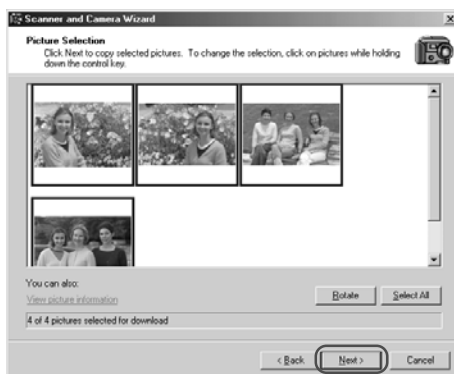 Scanner and Camera Wizard
Picture Selection
Click Next to copy selected pictures. To change the selection, click on pictures while holding
down the control key.
You can also:
View picture information
Rotate
Select All
4 of 4 pictures selected for download
< Back
Next >
Cancel